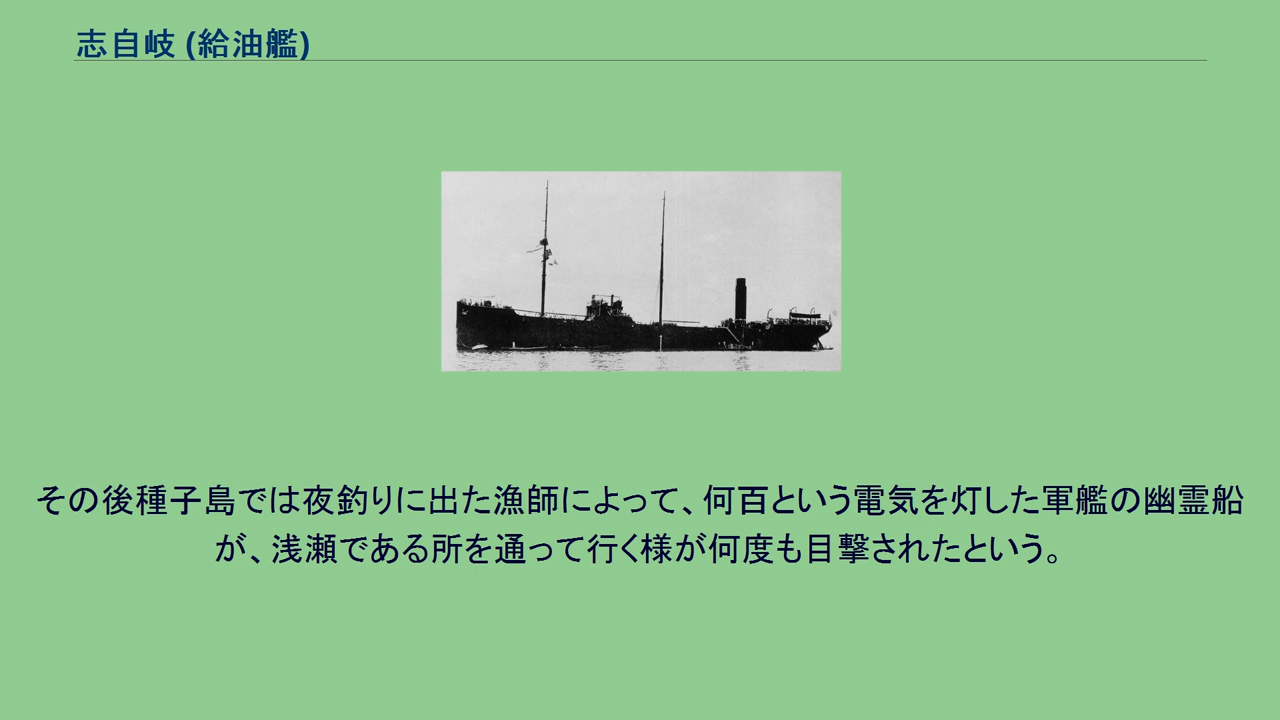 志自岐 (給油艦)
その後種子島では夜釣りに出た漁師によって、何百という電気を灯した軍艦の幽霊船
が、浅瀬である所を通って行く様が何度も目撃されたという。